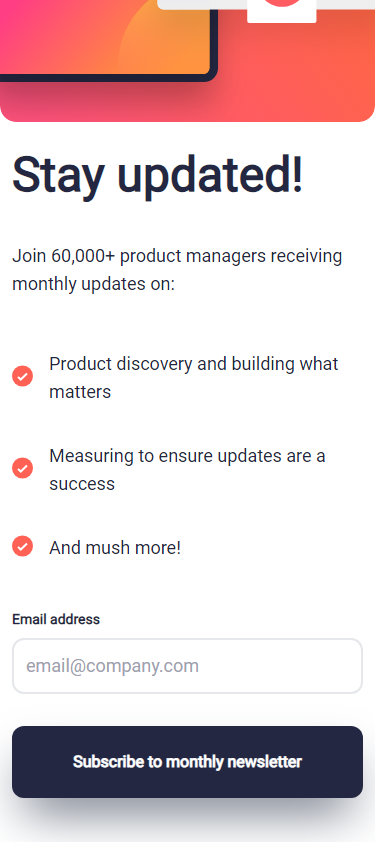 Stay updated!
Join 60,000+ product managers receiving
monthly updates on:
Product discovery and building what
matters
Measuring to ensure updates are a
success
And mush more!
Email address
email@company.com
Subscribe to monthly newsletter